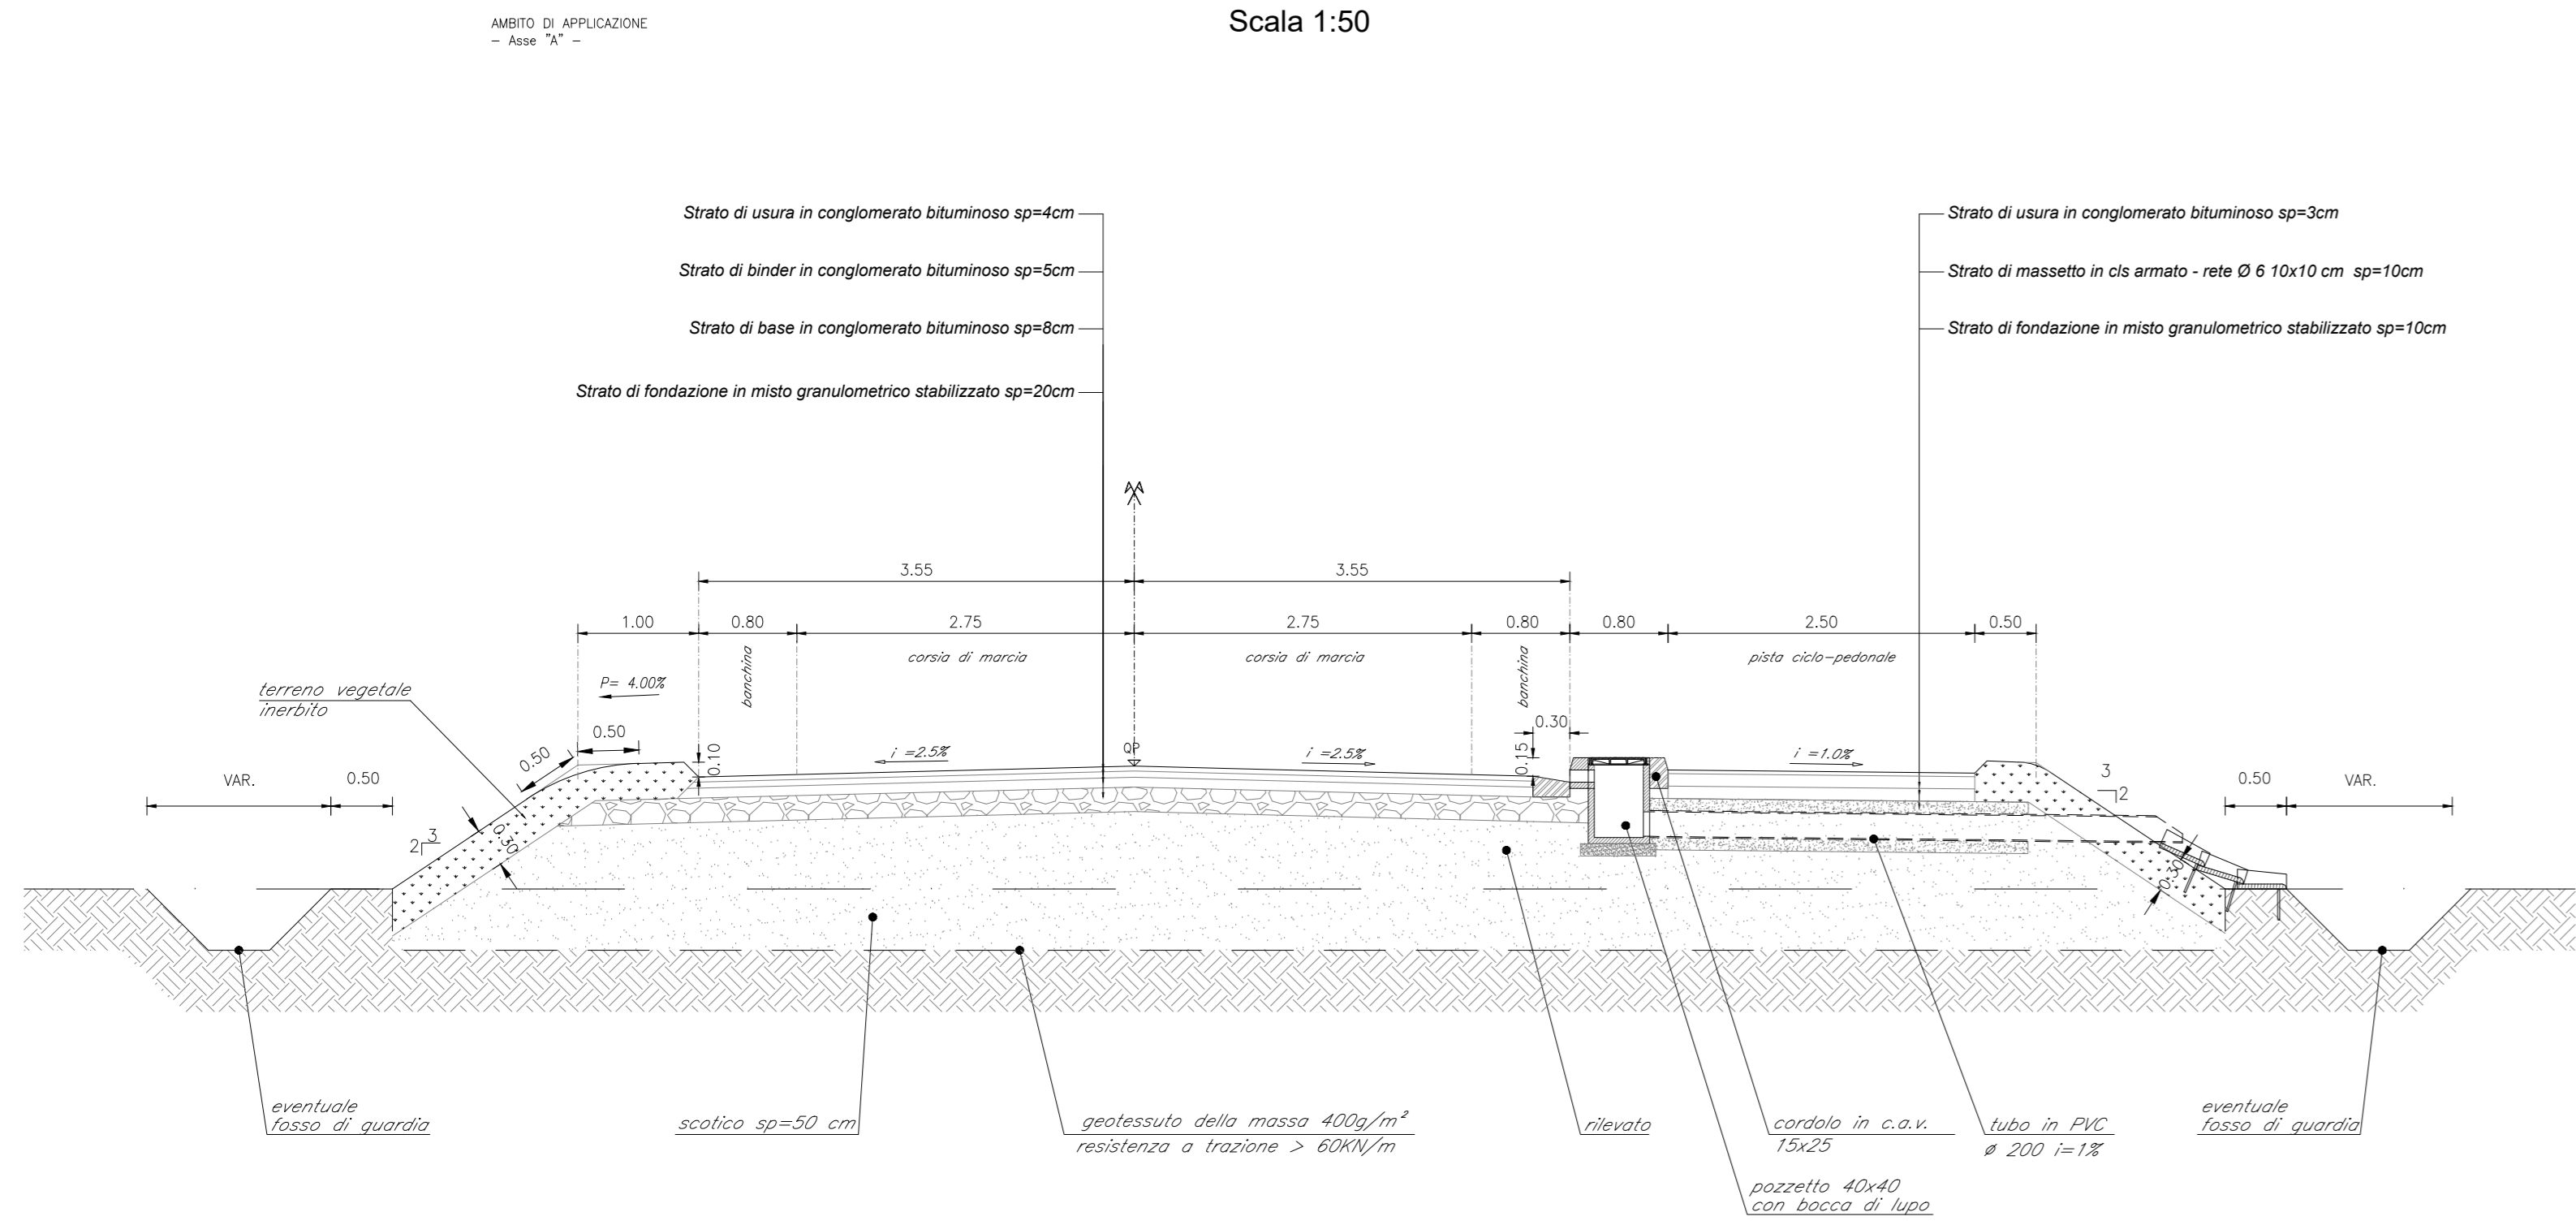 AMBITO DI APPLICAZIONE
- Asse "A" -
Scala 1:50
Strato di usura in conglomerato bituminoso sp=4cm
Strato di binder in conglomerato bituminoso sp=5cm
Strato di base in conglomerato bituminoso sp=8cm
Strato di fondazione in misto granulometrico stabilizzato sp=20cm
Strato di usura in conglomerato bituminoso sp=3cm
Strato di massetto in cls armato - rete Ø 6 10x10 cm sp=10cm
Strato di fondazione in misto granulometrico stabilizzato sp=10cm
3.55
3.55
1.00
0.80
2.75
2.75
0.80
0.80
2.50
0.50
banchina
corsia di marcia
corsia di marcia
banchina
pista ciclo-pedonale
P= 4.00%
terreno vegetale
inerbito
0.50
0.50
0.10
i =2.5%
QP
i =2.5%
0.15
0.30
i =1.0%
VAR.
0.50
3
2
0.30
3
2
0.30
0.50
VAR.
eventuale
fosso di guardia
scotico sp=50 cm
geotessuto della massa 400g/m²
resistenza a trazione > 60KN/m
rilevato
cordolo in c.a.v.
15x25
pozzetto 40x40
con bocca di lupo
tubo in PVC
ø 200 i=1%
eventuale
fosso di guardia